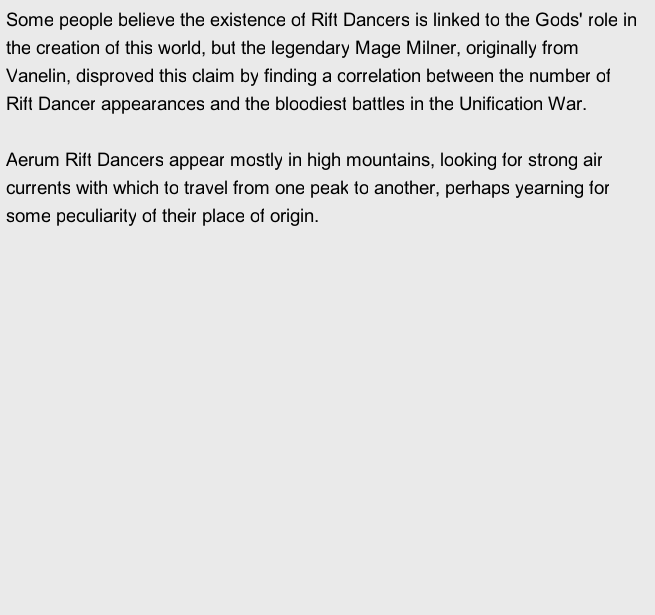 Some people believe the existence of Rift Dancers is linked to the Gods' role in
the creation of this world, but the legendary Mage Milner, originally from
Vanelin, disproved this claim by finding a correlation between the number of
Rift Dancer appearances and the bloodiest battles in the Unification War.

Aerum Rift Dancers appear mostly in high mountains, looking for strong air
currents with which to travel from one peak to another, perhaps yearning for
some peculiarity of their place of origin.